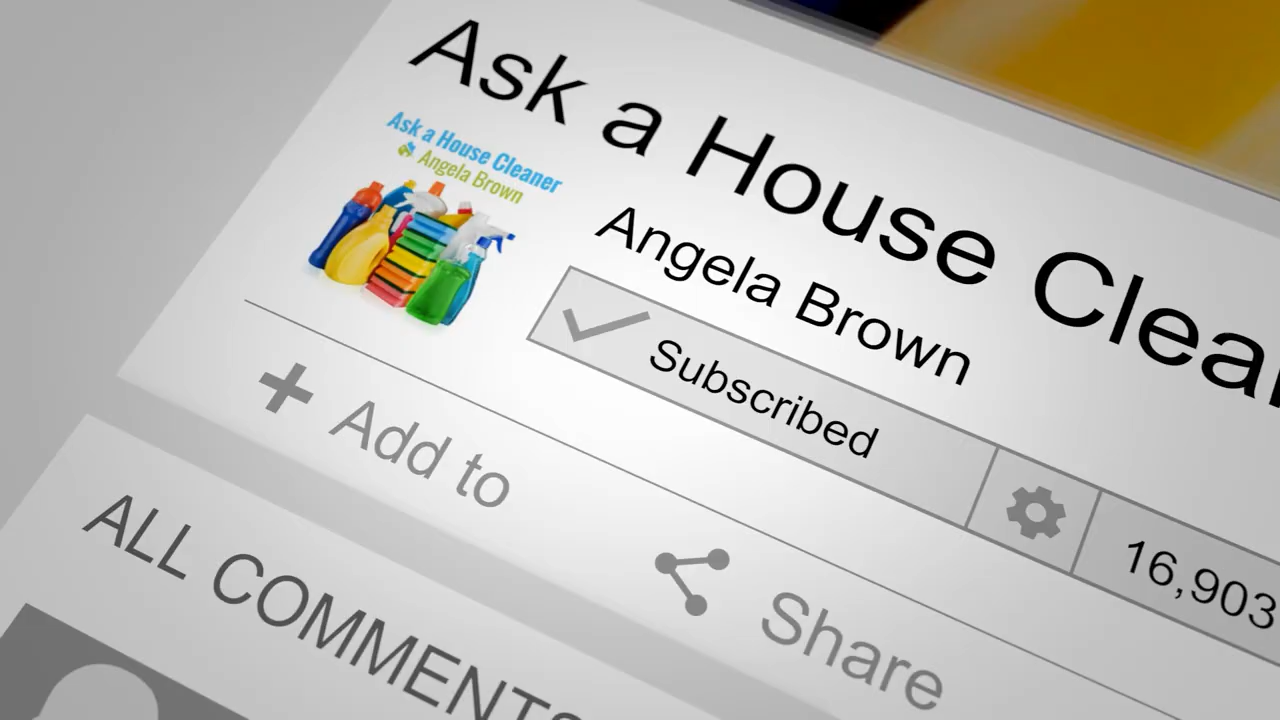 Ask a House Clea
Ask a House Cleaner
Angela Brown
Angela Brown
Subscribed
16,903
Add to
Share
ALL COMMENTS